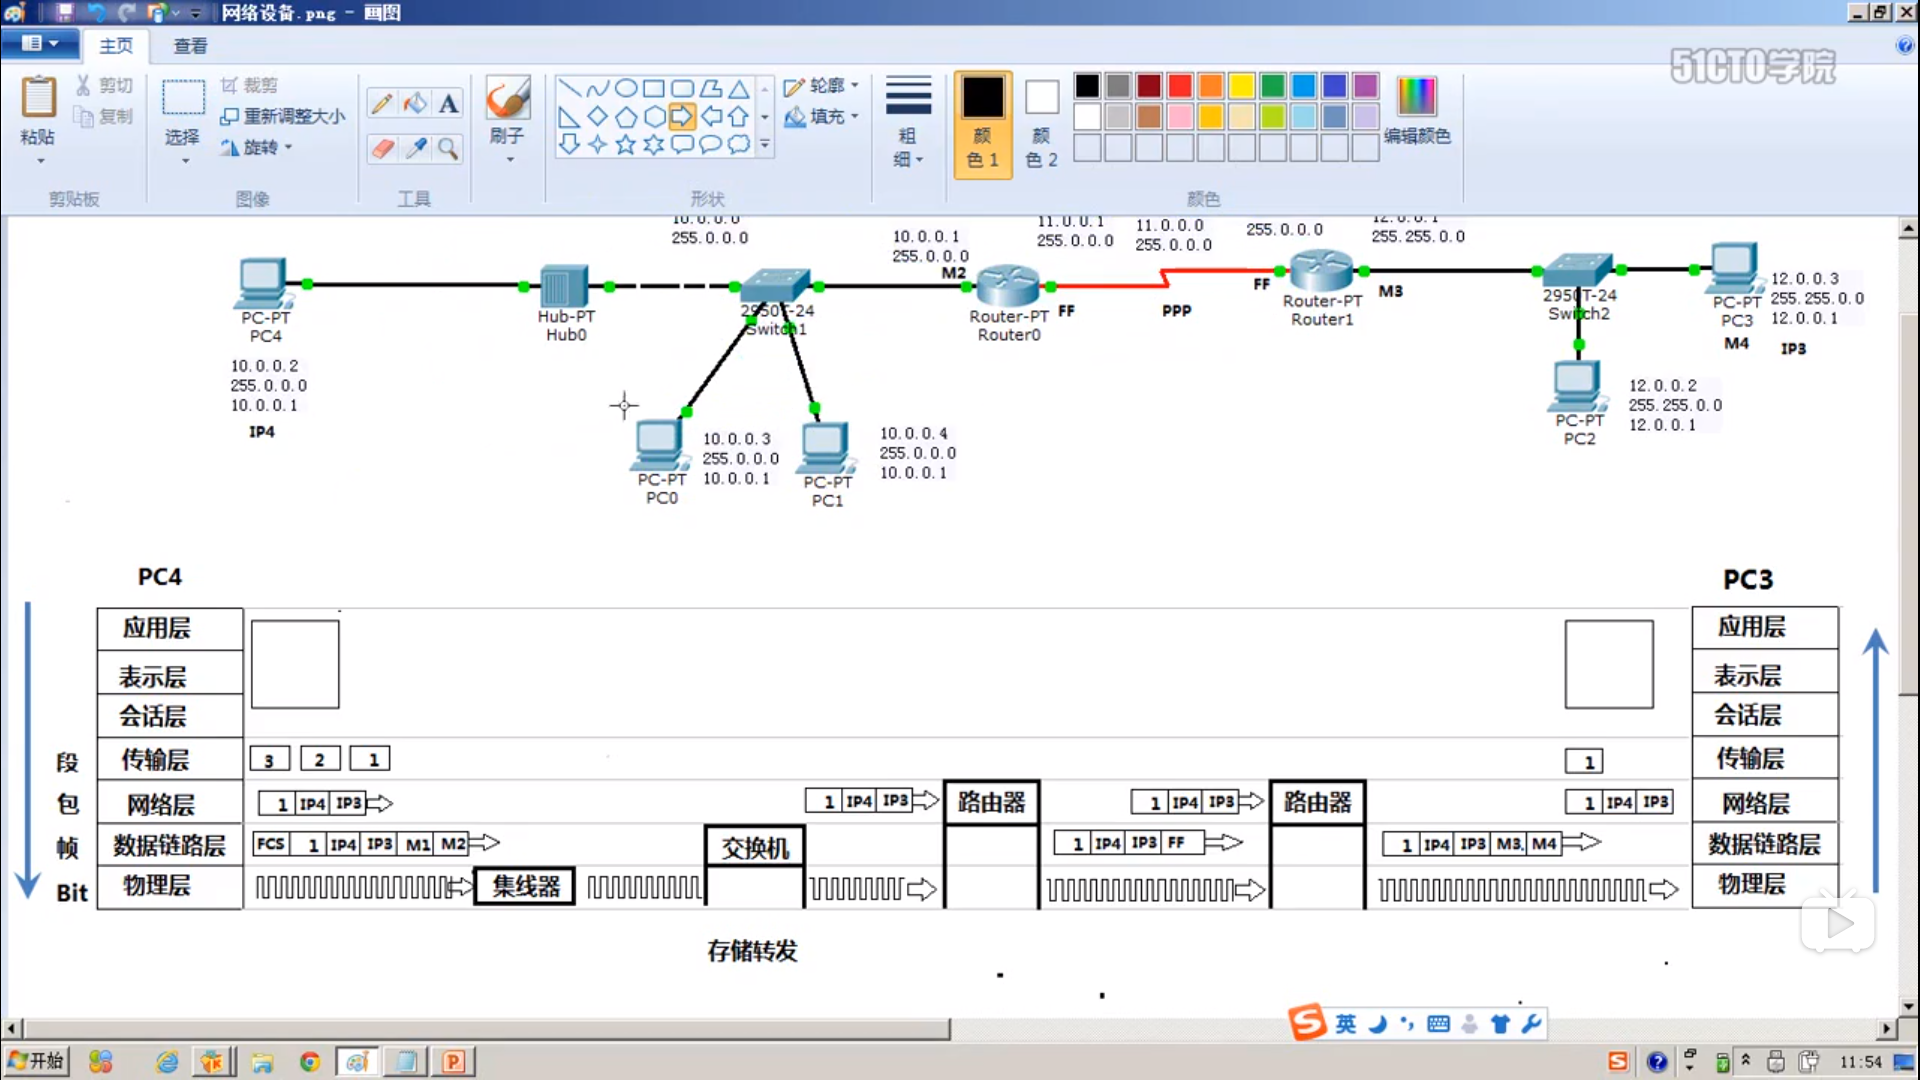 网络设备.png - 画图
主页
查看
51CTO学院
粘贴
剪切
复制
剪贴板
选择
裁剪
重新调整大小
旋转
图像
A
工具
刷子
形状
轮廓
填充
粗
细
颜
色 1
颜
色 2
编辑颜色
颜色
10.0.0.0
255.0.0.0
10.0.0.1
255.0.0.0
M2
11.0.0.1
255.0.0.0
11.0.0.0
255.0.0.0
255.0.0.0
12.0.0.1
255.255.0.0
PC-PT
PC4
10.0.0.2
255.0.0.0
10.0.0.1
IP4
Hub-PT
Hub0
2950T-24
Switch1
Router-PT
Router0
FF
PPP
FF
Router-PT
Router1
M3
2950T-24
Switch2
PC-PT
PC3
M4
12.0.0.3
255.255.0.0
12.0.0.1
IP3
PC-PT
PC2
12.0.0.2
255.255.0.0
12.0.0.1
PC-PT
PC0
10.0.0.3
255.0.0.0
10.0.0.1
PC-PT
PC1
10.0.0.4
255.0.0.0
10.0.0.1
PC4
PC3
应用层
应用层
表示层
表示层
会话层
会话层
段 传输层 3 2 1 1 传输层
包 网络层 1 IP4 IP3 1 IP4 IP3 路由器 1 IP4 IP3 路由器 1 IP4 IP3 网络层
帧 数据链路层 FCS 1 IP4 IP3 M1 M2 交换机 1 IP4 IP3 FF 1 IP4 IP3 M3. M4 数据链路层
Bit 物理层 集线器 物理层
存储转发
英
开始
11:54